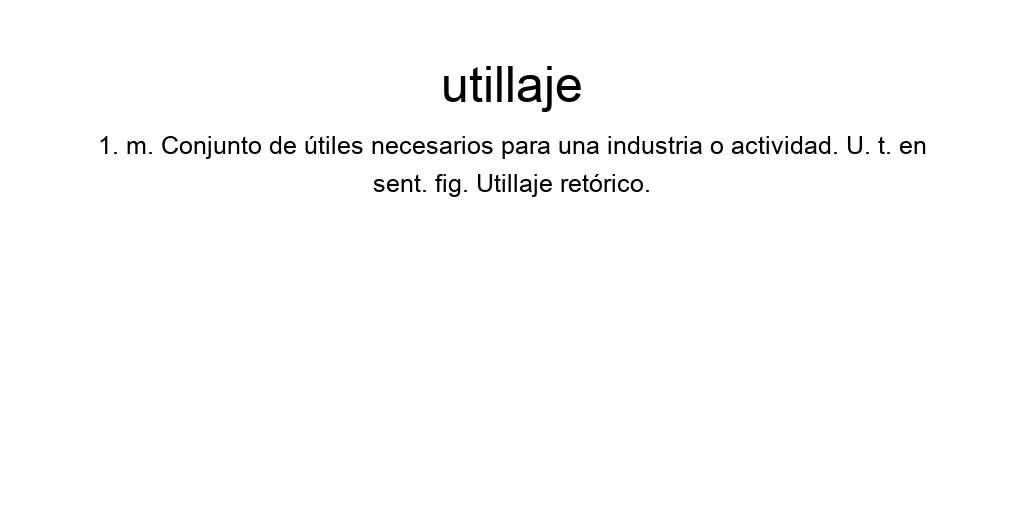 utillaje
1. m. Conjunto de útiles necesarios para una industria o actividad. U. t. en
sent. fig. Utillaje retórico.